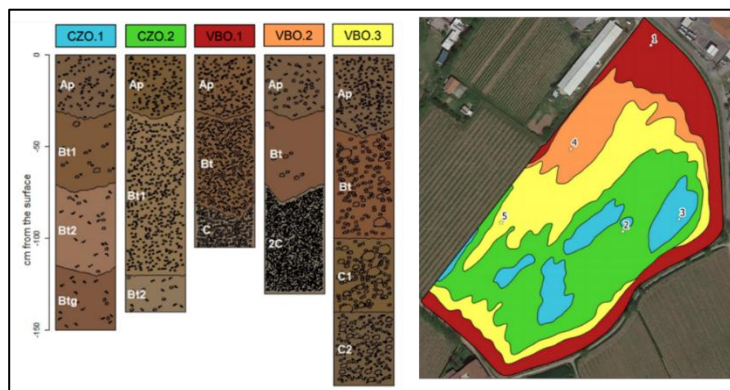 CZO.1 CZO.2 VBO.1 VBO.2 VBO.3
cm from the surface
0
-50
-100
-150
Ap
Bt1
Bt2
Btg
Ap
Bt1
Bt2
Ap
Bt
C
Ap
Bt
2C
Ap
Bt
C1
C2
1
4
5
2
3